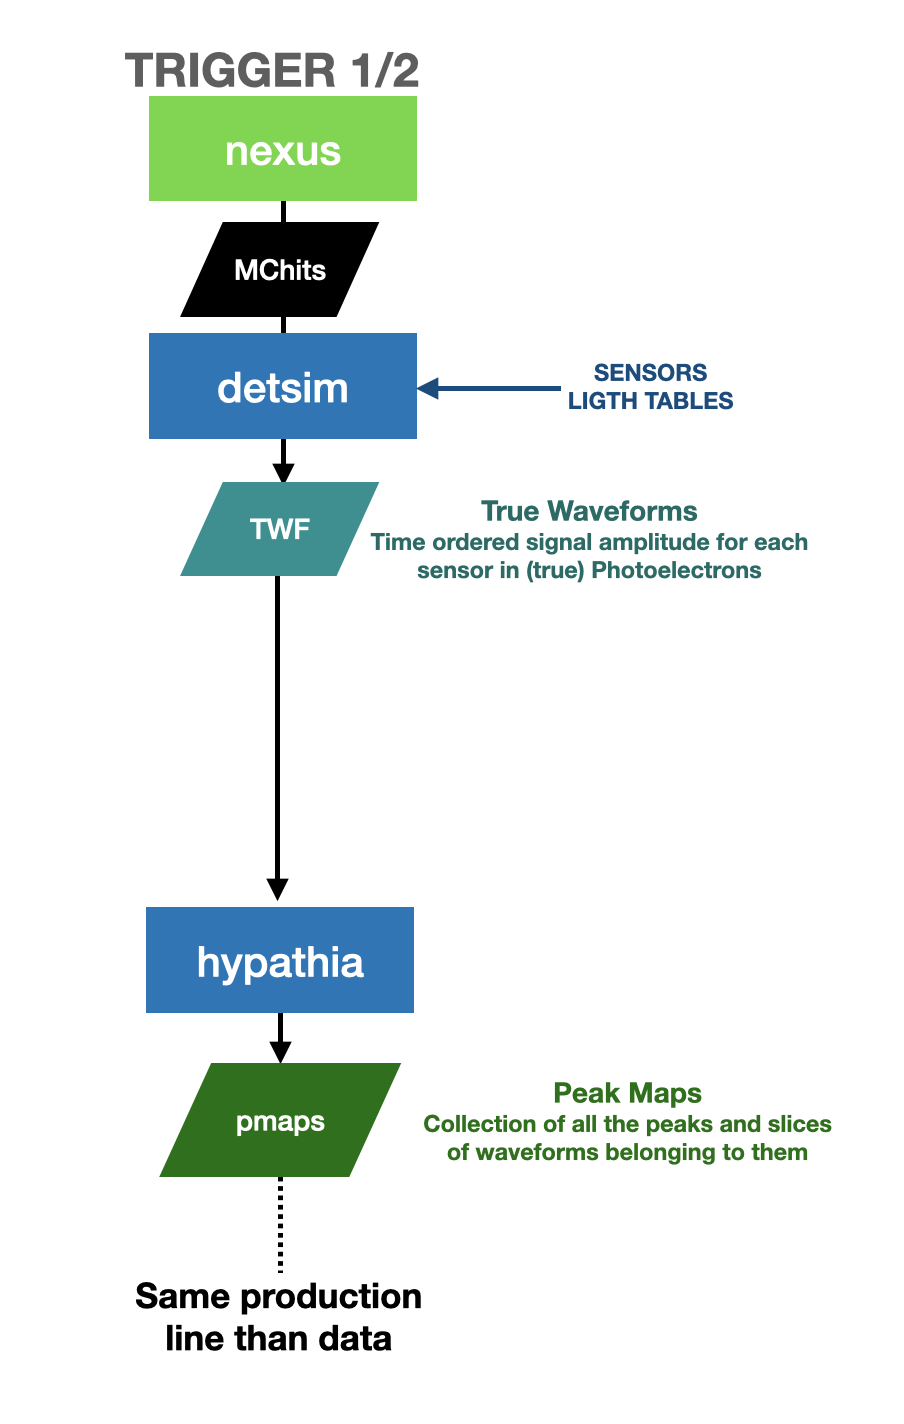 TRIGGER 1/2
nexus
MChits
detsim
SENSORS
LIGTH TABLES
TWF
True Waveforms
Time ordered signal amplitude for each
sensor in (true) Photoelectrons
hypathia
pmaps
Peak Maps
Collection of all the peaks and slices
of waveforms belonging to them
Same production
line than data